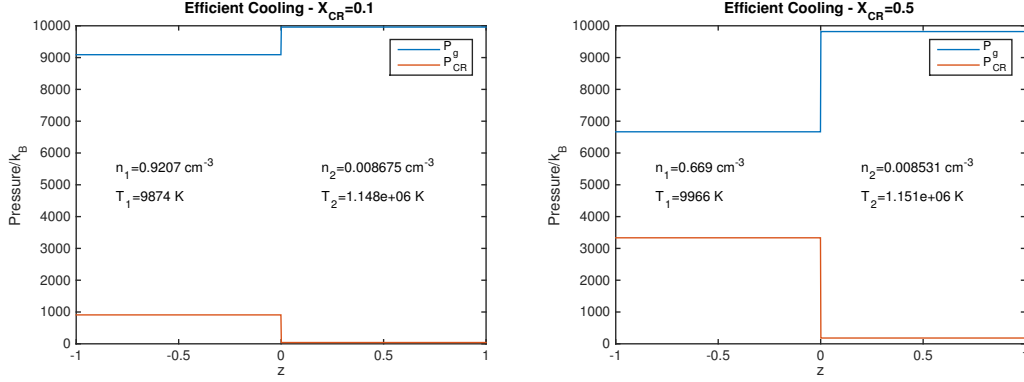 Efficient Cooling - X_CR=0.1
10000
9000
8000
7000
6000
5000
4000
3000
2000
1000
0
Pressure/k_B
P_g
P_CR
n_1=0.9207 cm^-3
n_2=0.008675 cm^-3
T_1=9874 K
T_2=1.148e+06 K
-1
-0.5
0
0.5
1
z
Efficient Cooling - X_CR=0.5
10000
9000
8000
7000
6000
5000
4000
3000
2000
1000
0
Pressure/k_B
P_g
P_CR
n_1=0.669 cm^-3
n_2=0.008531 cm^-3
T_1=9966 K
T_2=1.151e+06 K
-1
-0.5
0
0.5
1
z